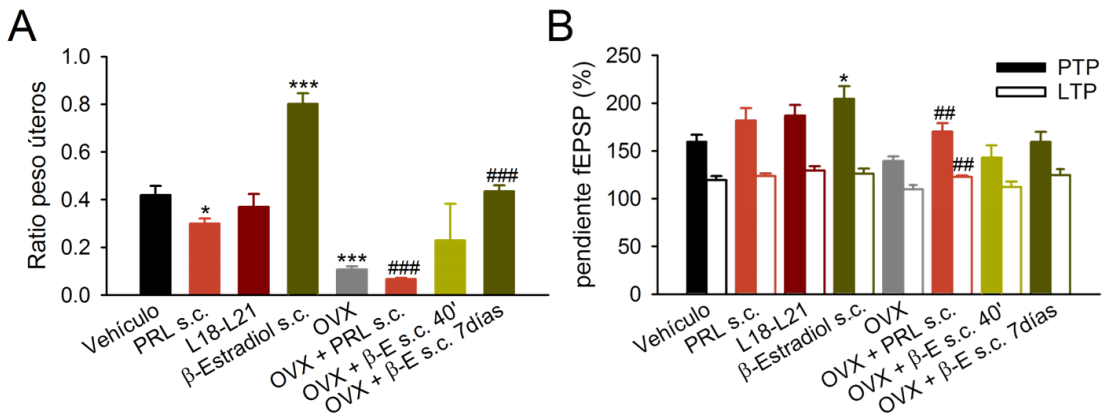 A
Ratio peso úteros
1.0
0.8
0.6
0.4
0.2
0.0
*
***
***
###
###
Vehículo
PRL s.c.
L18-L21
β-Estradiol s.c.
OVX
OVX + PRL s.c.
OVX + β-E s.c. 40'
OVX + β-E s.c. 7días
B
pendiente fEPSP (%)
250
200
150
100
50
0
*
##
##
PTP
LTP
Vehículo
PRL s.c.
L18-L21
β-Estradiol s.c.
OVX
OVX + PRL s.c.
OVX + β-E s.c. 40'
OVX + β-E s.c. 7días